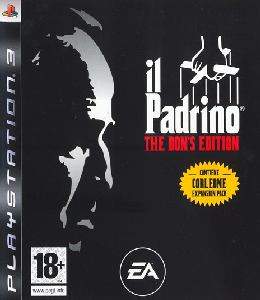 PLAYSTATION 3
il
Padrino®
THE DON'S EDITION
CONTIENE
CORLEONE
EXPANSION PACK
18+
www.pegi.info
EA